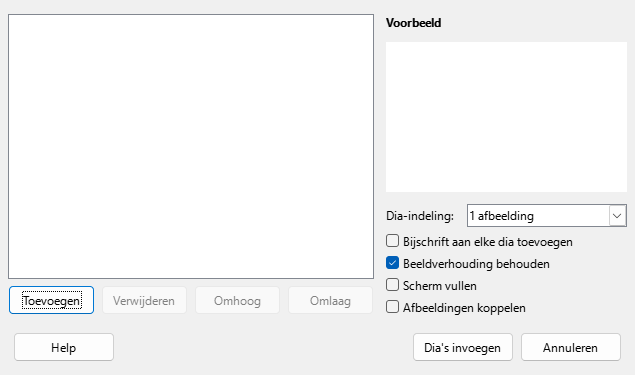 Voorbeeld
Dia-indeling: 1 afbeelding
Bijschrift aan elke dia toevoegen
Beeldverhouding behouden
Scherm vullen
Afbeeldingen koppelen
Toevoegen Verwijderen Omhoog Omlaag
Help Dia's invoegen Annuleren